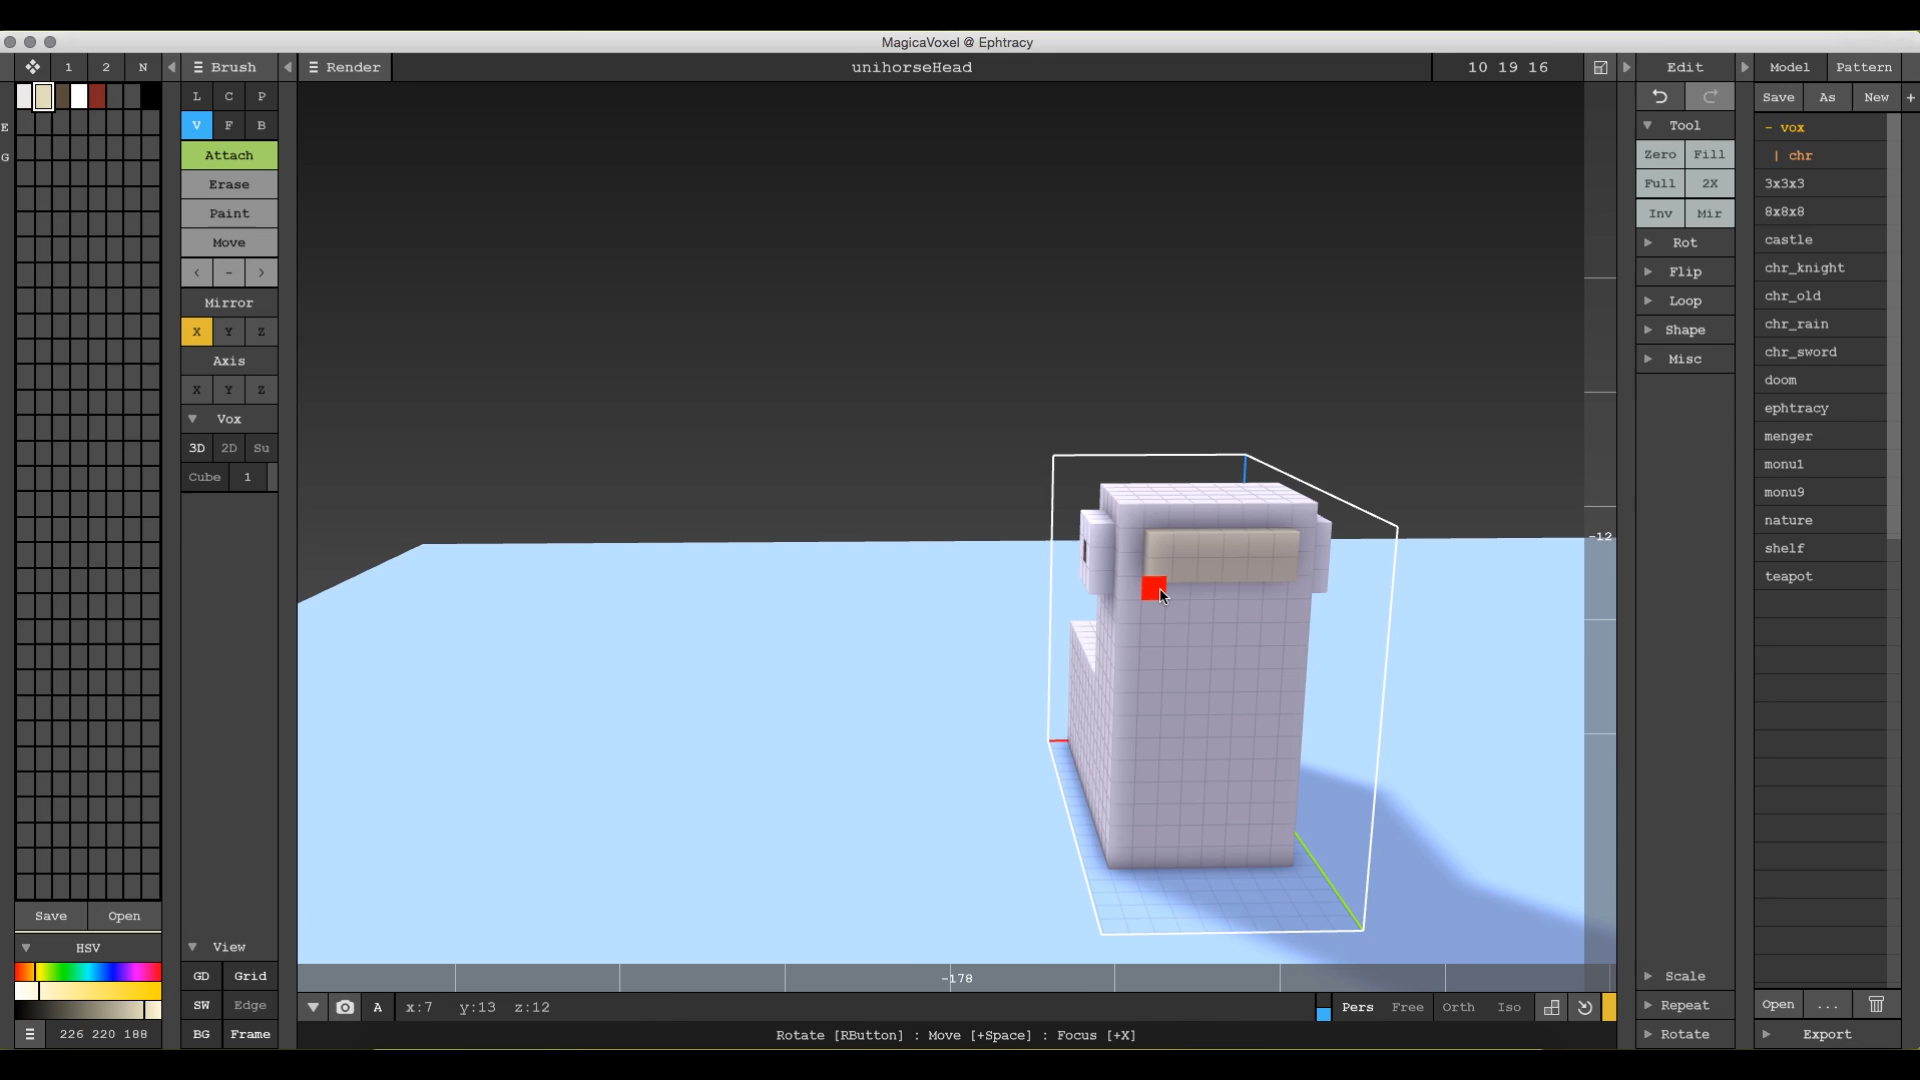 MagicaVoxel @ Ephtracy
1 2 N
Brush
Render
unihorseHead
10 19 16
Edit
Model
Pattern
L C P
V F B
Attach
Erase
Paint
Move
< - >
Mirror
X Y Z
Axis
X Y Z
Vox
3D 2D Su
Cube 1
View
GD Grid
SW Edge
BG Frame
E
G
Save Open
HSV
226 220 188
Tool
Zero Fill
Full 2X
Inv Mir
Rot
Flip
Loop
Shape
Misc
Scale
Repeat
Rotate
Save As New +
- vox
| chr
3x3x3
8x8x8
castle
chr_knight
chr_old
chr_rain
chr_sword
doom
ephtracy
menger
monu1
monu9
nature
shelf
teapot
Open ...
Export
-12
-178
A x:7 y:13 z:12
Pers Free Orth Iso
Rotate [RButton] : Move [+Space] : Focus [+X]